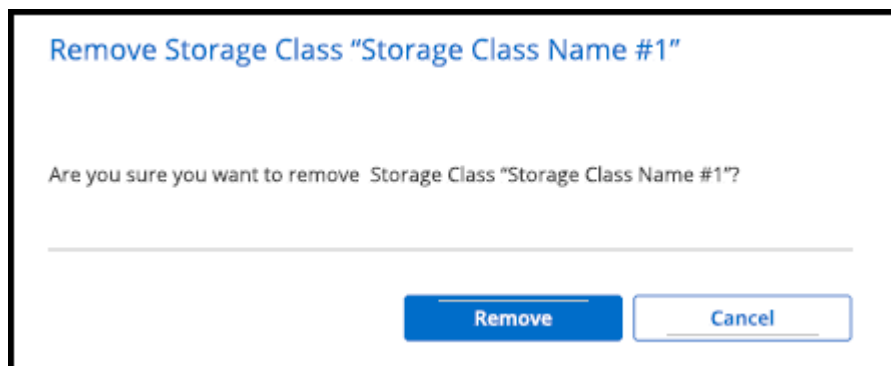 Remove Storage Class “Storage Class Name #1”
Are you sure you want to remove  Storage Class “Storage Class Name #1”?
Remove
Cancel